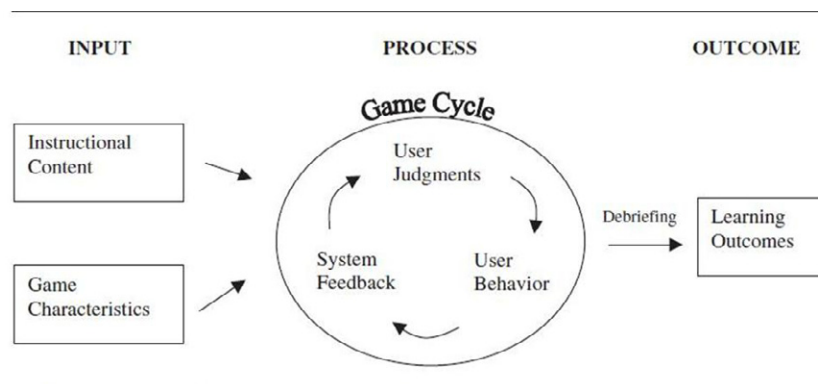 INPUT
PROCESS
OUTCOME
Game Cycle
Instructional
Content
User
Judgments
Debriefing
Learning
Outcomes
System
Feedback
User
Behavior
Game
Characteristics